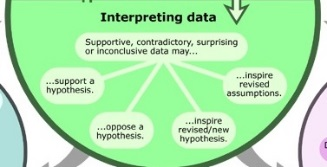 Interpreting data
Supportive, contradictory, surprising
or inconclusive data may...
...support a
hypothesis.
...oppose a
hypothesis.
...inspire
revised/new
hypothesis.
...inspire
revised
assumptions.